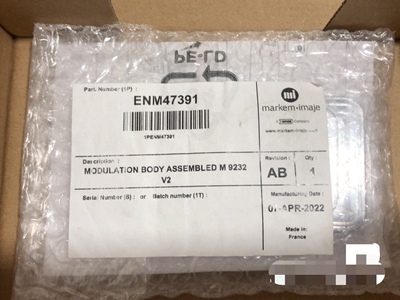 PE-LD
Part. Number (1P) :
ENM47391
1PENM47391
markem-imaje
Description :
MODULATION BODY ASSEMBLED M 9232
V2
Revision :
AB
Qty :
1
Serial Number (S) : or Batch number (1T) :
Manufacturing Date :
07-APR-2022
Made in:
France